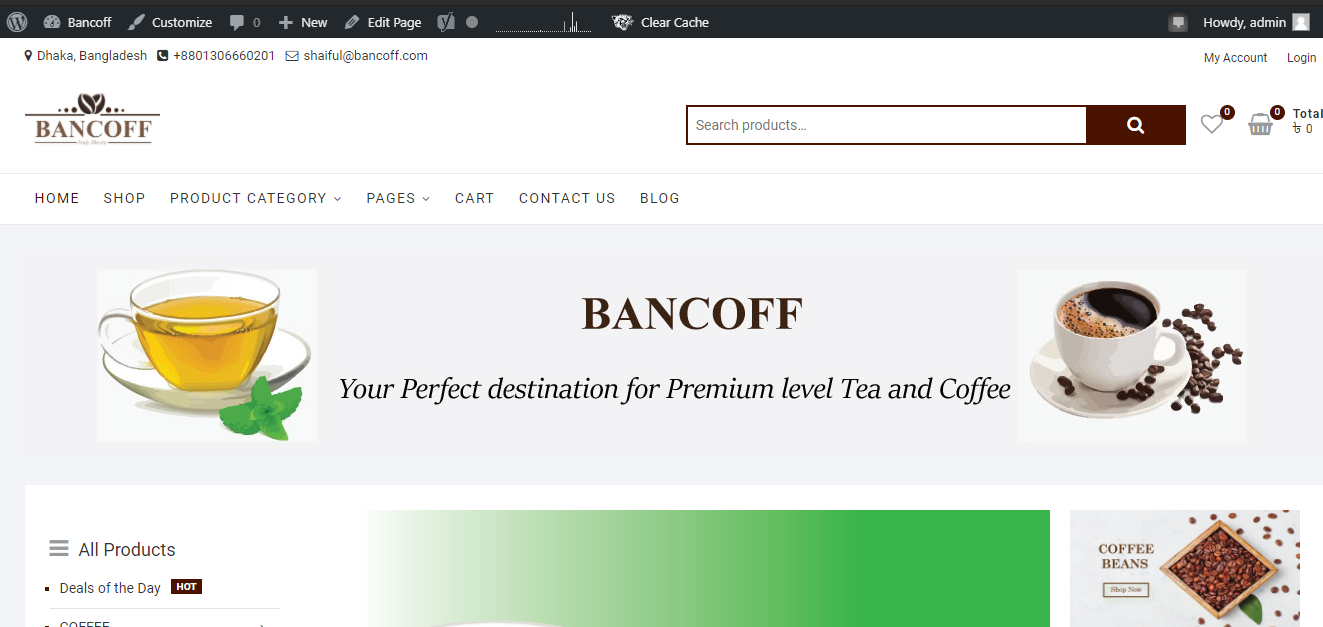 Bancoff Customize 0 New Edit Page Clear Cache Howdy, admin
Dhaka, Bangladesh +8801306660201 shaiful@bancoff.com My Account Login
BANCOFF
Search products…
0
0
Total
৳ 0
HOME SHOP PRODUCT CATEGORY PAGES CART CONTACT US BLOG
BANCOFF
Your Perfect destination for Premium level Tea and Coffee
All Products
Deals of the Day HOT
COFFEE
COFFEE
BEANS
Shop Now